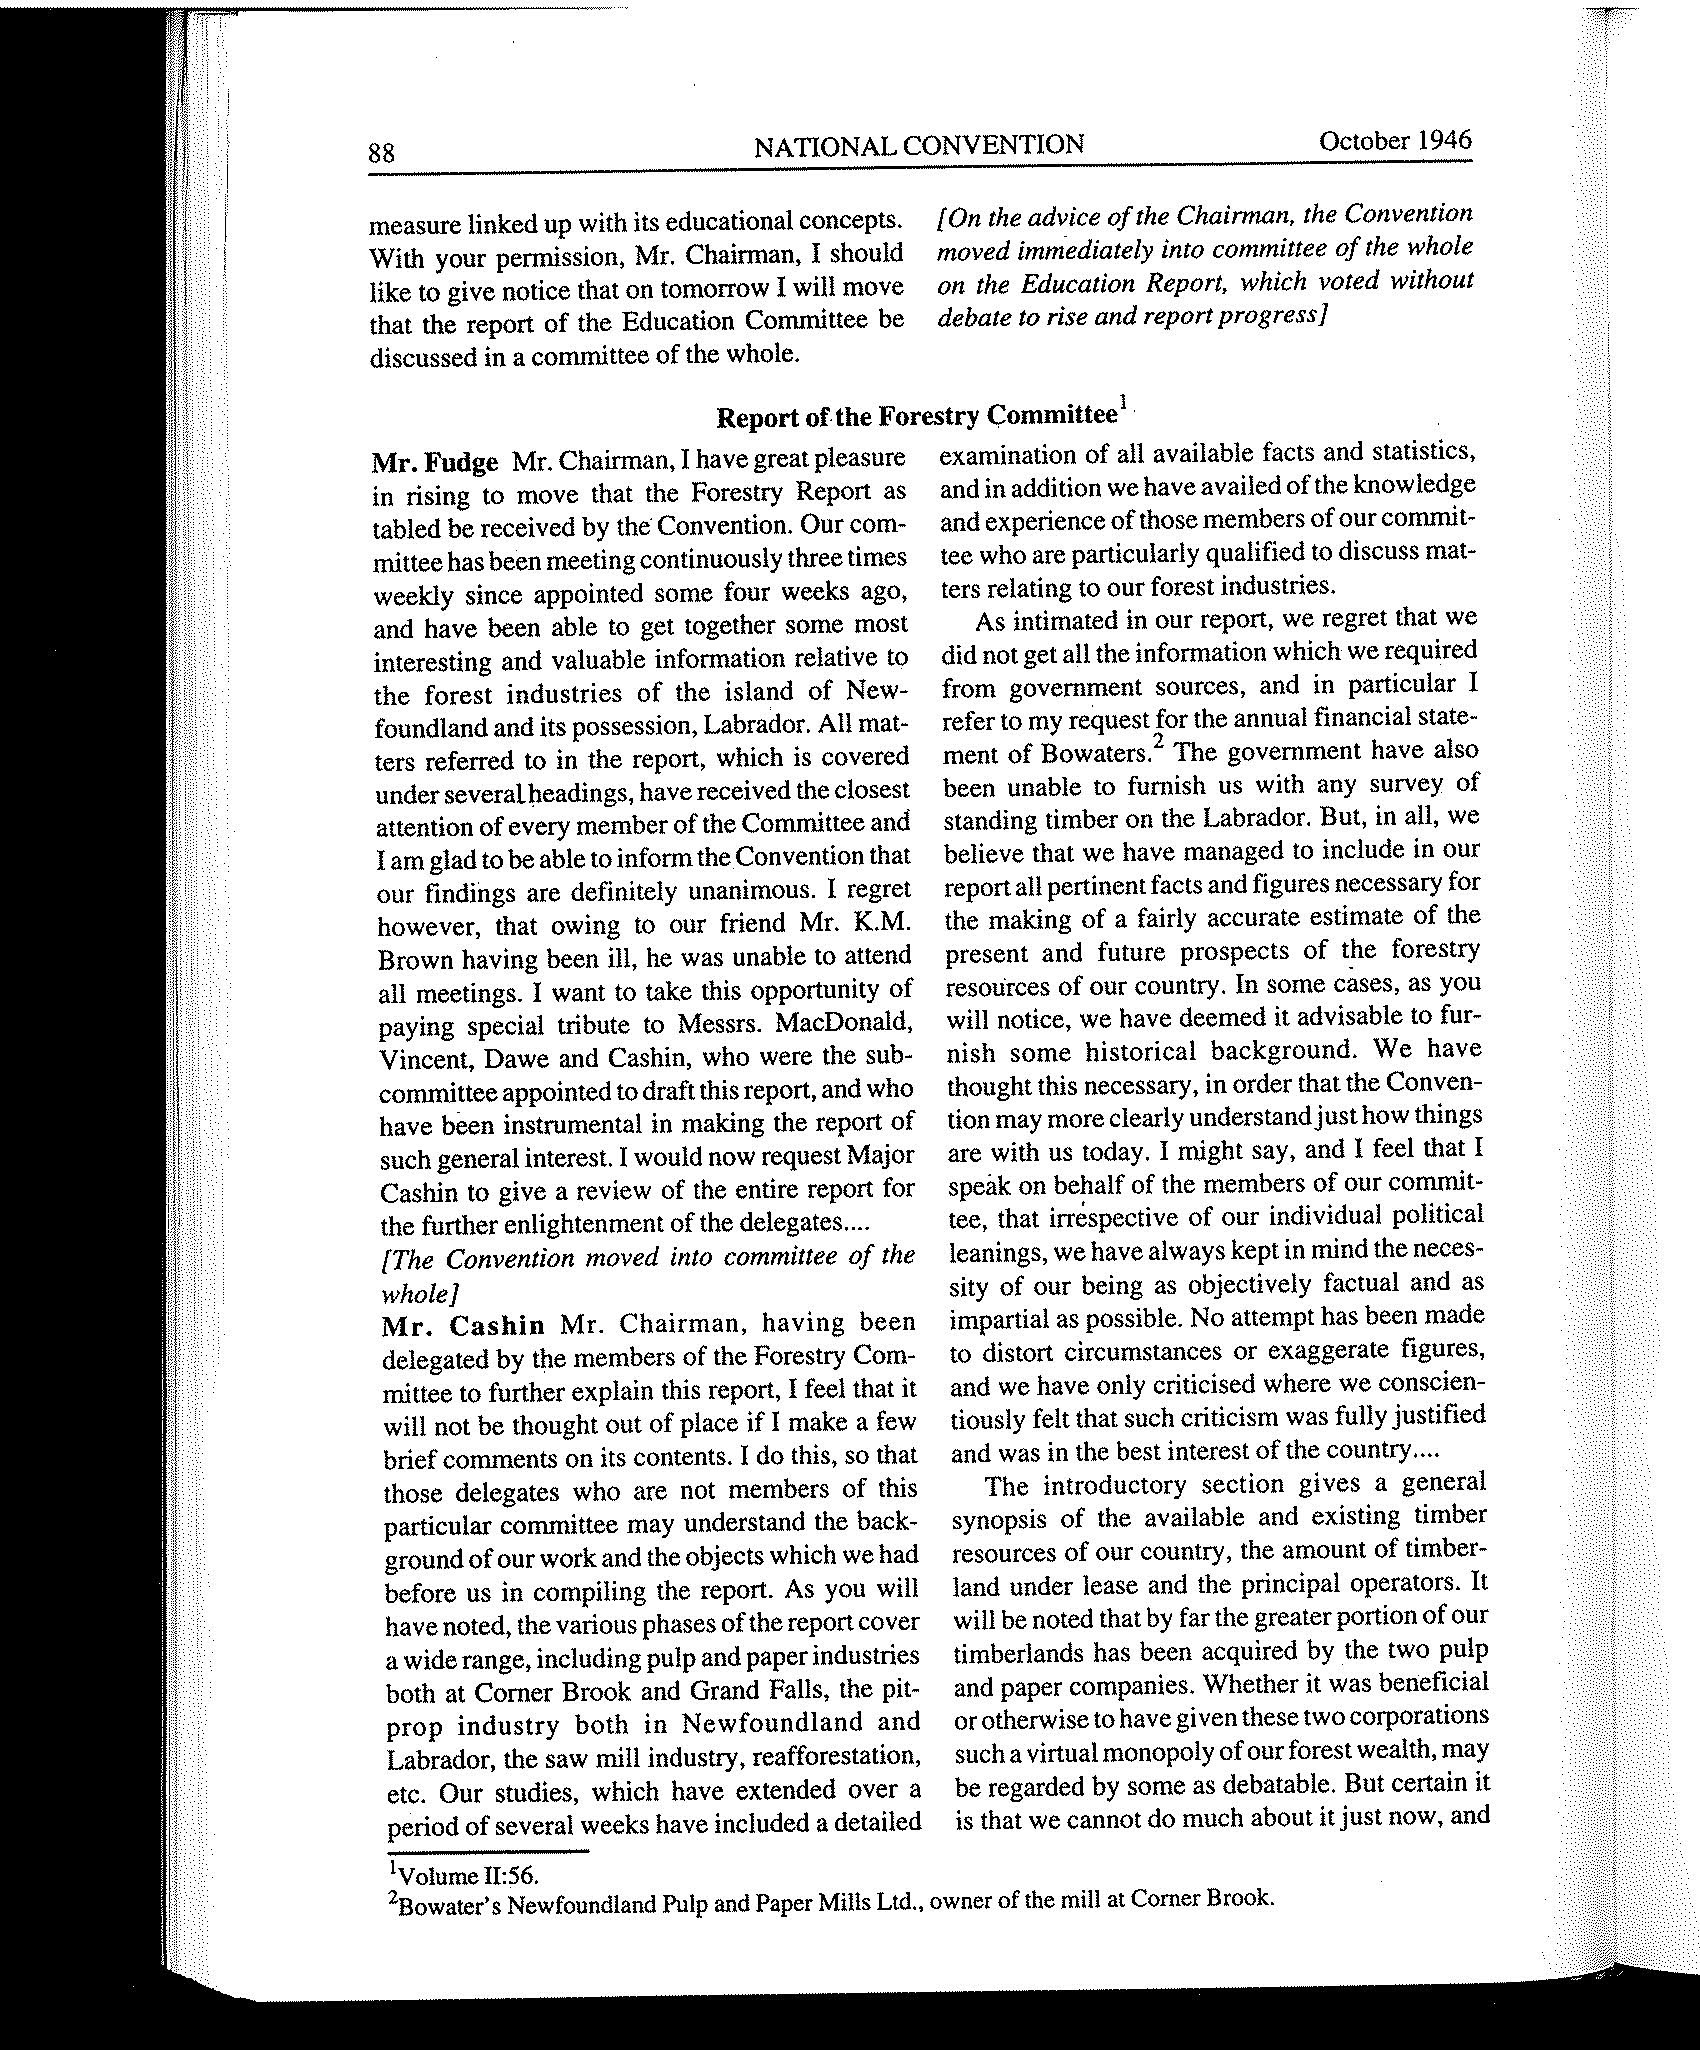 88
NATIONAL CONVENTION
October 1946
measure linked up with its educational concepts.
With your permission, Mr. Chairman, I should
like to give notice that on tomorrow I will move
that the report of the Education Committee be
discussed in a committee of the whole.
[On the advice of the Chairman, the Convention
moved immediately into committee of the whole
on the Education Report, which voted without
debate to rise and report progress]
Report of the Forestry Committee1
Mr. Fudge Mr. Chairman, I have great pleasure
in rising to move that the Forestry Report as
tabled be received by the Convention. Our com-
mittee has been meeting continuously three times
weekly since appointed some four weeks ago,
and have been able to get together some most
interesting and valuable information relative to
the forest industries of the island of New-
foundland and its possession, Labrador. All mat-
ters referred to in the report, which is covered
under several headings, have received the closest
attention of every member of the Committee and
I am glad to be able to inform the Convention that
our findings are definitely unanimous. I regret
however, that owing to our friend Mr. K.M.
Brown having been ill, he was unable to attend
all meetings. I want to take this opportunity of
paying special tribute to Messrs. MacDonald,
Vincent, Dawe and Cashin, who were the sub-
committee appointed to draft this report, and who
have been instrumental in making the report of
such general interest. I would now request Major
Cashin to give a review of the entire report for
the further enlightenment of the delegates....
[The Convention moved into committee of the
whole]
Mr. Cashin Mr. Chairman, having been
delegated by the members of the Forestry Com-
mittee to further explain this report, I feel that it
will not be thought out of place if I make a few
brief comments on its contents. I do this, so that
those delegates who are not members of this
particular committee may understand the back-
ground of our work and the objects which we had
before us in compiling the report. As you will
have noted, the various phases of the report cover
a wide range, including pulp and paper industries
both at Corner Brook and Grand Falls, the pit-
prop industry both in Newfoundland and
Labrador, the saw mill industry, reafforestation,
etc. Our studies, which have extended over a
period of several weeks have included a detailed
examination of all available facts and statistics,
and in addition we have availed of the knowledge
and experience of those members of our commit-
tee who are particularly qualified to discuss mat-
ters relating to our forest industries.
As intimated in our report, we regret that we
did not get all the information which we required
from government sources, and in particular I
refer to my request for the annual financial state-
ment of Bowaters.2 The government have also
been unable to furnish us with any survey of
standing timber on the Labrador. But, in all, we
believe that we have managed to include in our
report all pertinent facts and figures necessary for
the making of a fairly accurate estimate of the
present and future prospects of the forestry
resources of our country. In some cases, as you
will notice, we have deemed it advisable to fur-
nish some historical background. We have
thought this necessary, in order that the Conven-
tion may more clearly understand just how things
are with us today. I might say, and I feel that I
speak on behalf of the members of our commit-
tee, that irrespective of our individual political
leanings, we have always kept in mind the neces-
sity of our being as objectively factual and as
impartial as possible. No attempt has been made
to distort circumstances or exaggerate figures,
and we have only criticised where we conscien-
tiously felt that such criticism was fully justified
and was in the best interest of the country....
The introductory section gives a general
synopsis of the available and existing timber
resources of our country, the amount of timber-
land under lease and the principal operators. It
will be noted that by far the greater portion of our
timberlands has been acquired by the two pulp
and paper companies. Whether it was beneficial
or otherwise to have given these two corporations
such a virtual monopoly of our forest wealth, may
be regarded by some as debatable. But certain it
is that we cannot do much about it just now, and
1Volume II:56.
2Bowater's Newfoundland Pulp and Paper Mills Ltd., owner of the mill at Corner Brook.